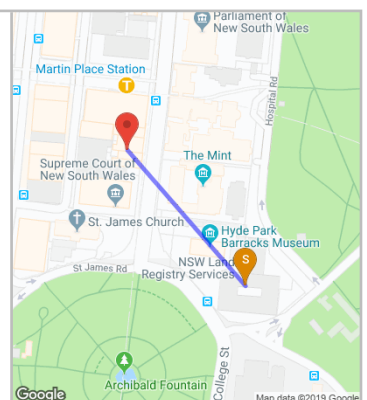 Parliament of
New South Wales
Martin Place Station
T
Hospital Rd
The Mint
Supreme Court of
New South Wales
St. James Church
Hyde Park
Barracks Museum
NSW Land
Registry Services
S
St James Rd
College St
Archibald Fountain
Google
Map data ©2019 Google